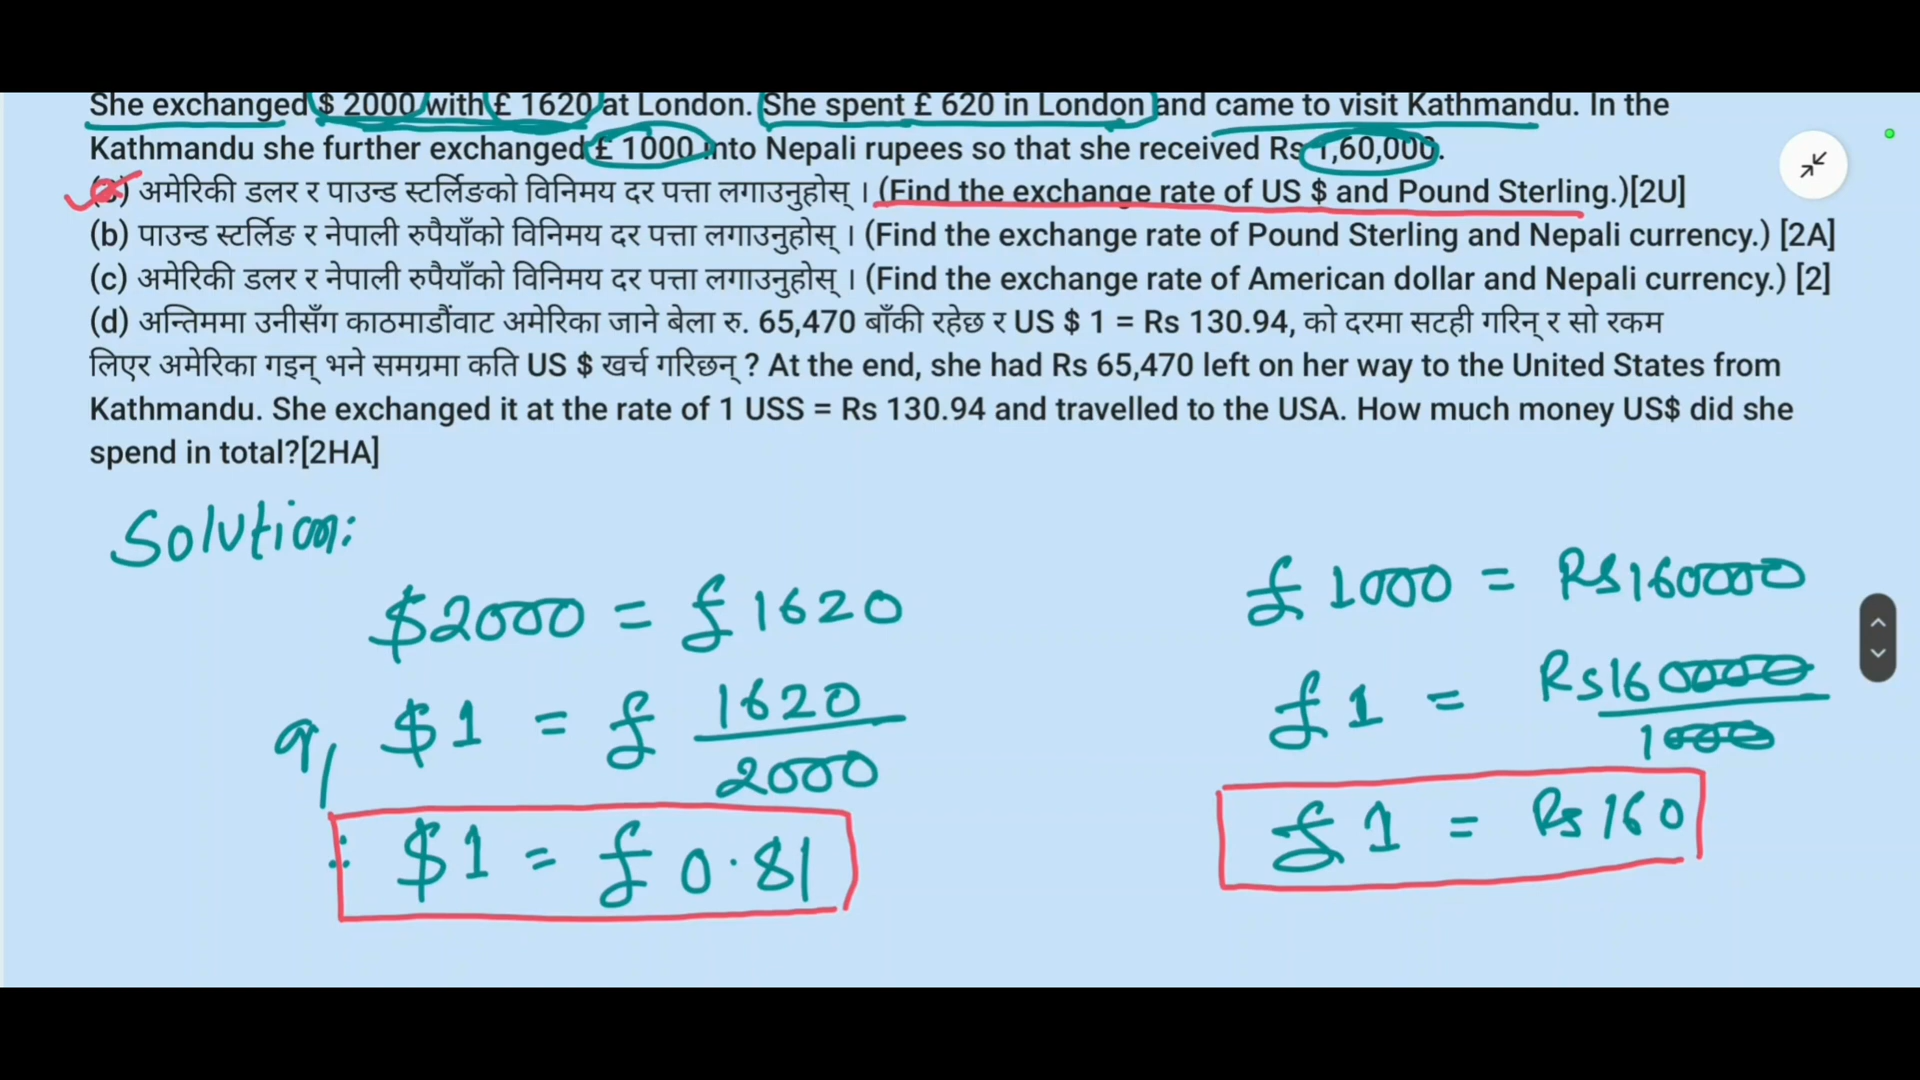 She exchanged $ 2000 with £ 1620 at London. She spent £ 620 in London and came to visit Kathmandu. In the
Kathmandu she further exchanged £ 1000 into Nepali rupees so that she received Rs 1,60,000.
(a) अमेरिकी डलर र पाउन्ड स्टर्लिङको विनिमय दर पत्ता लगाउनुहोस् । (Find the exchange rate of US $ and Pound Sterling.)[2U]
(b) पाउन्ड स्टर्लिङ र नेपाली रुपैयाँको विनिमय दर पत्ता लगाउनुहोस् । (Find the exchange rate of Pound Sterling and Nepali currency.) [2A]
(c) अमेरिकी डलर र नेपाली रुपैयाँको विनिमय दर पत्ता लगाउनुहोस् । (Find the exchange rate of American dollar and Nepali currency.) [2]
(d) अन्तिममा उनीसँग काठमाडौंवाट अमेरिका जाने बेला रु. 65,470 बाँकी रहेछ र US $ 1 = Rs 130.94, को दरमा सटही गरिन् र सो रकम
लिएर अमेरिका गइन् भने समग्रमा कति US $ खर्च गरिछन् ? At the end, she had Rs 65,470 left on her way to the United States from
Kathmandu. She exchanged it at the rate of 1 USS = Rs 130.94 and travelled to the USA. How much money US$ did she
spend in total?[2HA]
Solution:
$2000 = £ 1620
a, $1 = £ 1620
2000
∴ $1 = £ 0.81
£ 1000 = Rs 160000
£ 1 = Rs 160000
1000
£ 1 = Rs 160